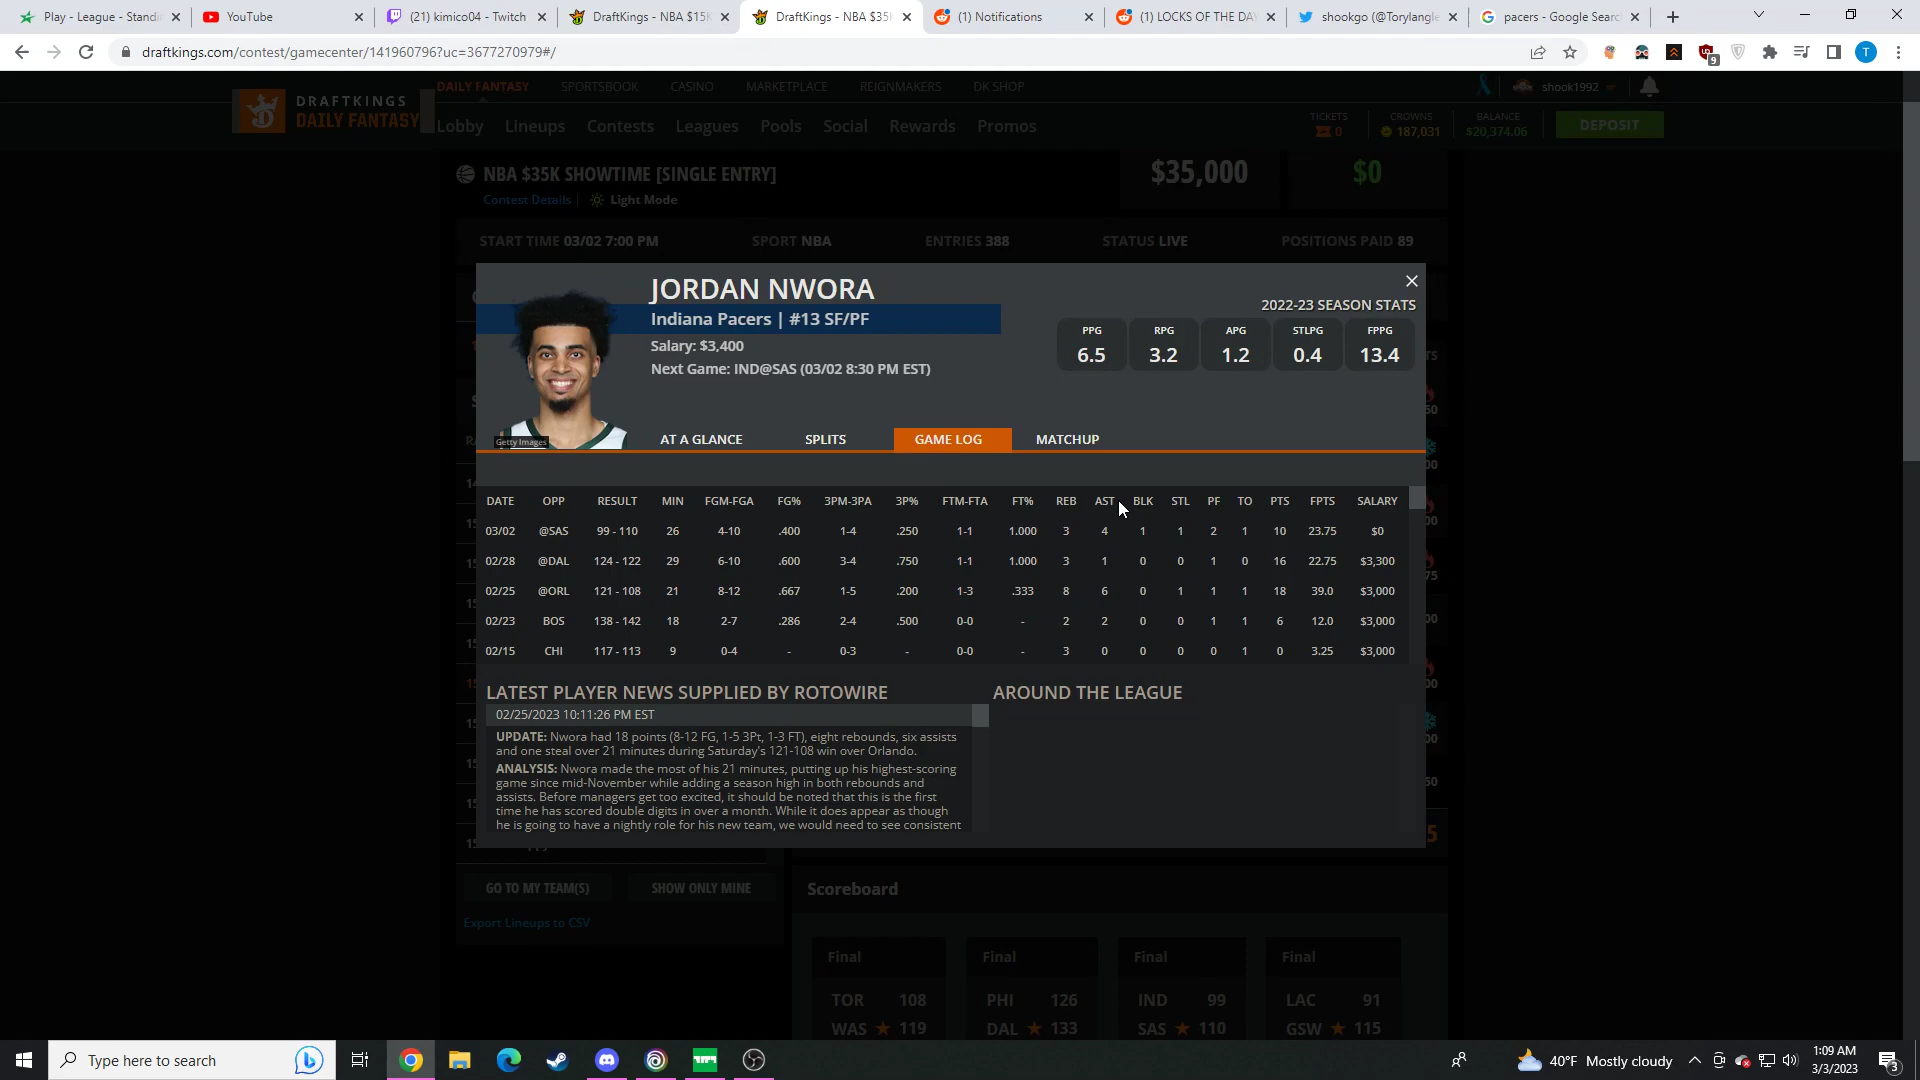 Play - League - Standi
YouTube
(21) kimico04 - Twitch
DraftKings - NBA $15K
DraftKings - NBA $35K
(1) Notifications
(1) LOCKS OF THE DAY
shookgo (@Torylangle
pacers - Google Searc
draftkings.com/contest/gamecenter/141960796?uc=3677270979#/
9
T
DRAFTKINGS
DAILY FANTASY
DAILY FANTASY
SPORTSBOOK
CASINO
MARKETPLACE
REIGNMAKERS
DK SHOP
shook1992
Lobby
Lineups
Contests
Leagues
Pools
Social
Rewards
Promos
TICKETS
0
CROWNS
187,031
BALANCE
$20,374.06
DEPOSIT
NBA $35K SHOWTIME [SINGLE ENTRY]
$35,000
$0
Contest Details
Light Mode
START TIME 03/02 7:00 PM
SPORT NBA
ENTRIES 388
STATUS LIVE
POSITIONS PAID 89
JORDAN NWORA
Indiana Pacers | #13 SF/PF
Salary: $3,400
Next Game: IND@SAS (03/02 8:30 PM EST)
2022-23 SEASON STATS
PPG RPG APG STLPG FPPG
6.5 3.2 1.2 0.4 13.4
Getty Images
AT A GLANCE
SPLITS
GAME LOG
MATCHUP
DATE OPP RESULT MIN FGM-FGA FG% 3PM-3PA 3P% FTM-FTA FT% REB AST BLK STL PF TO PTS FPTS SALARY
03/02 @SAS 99 - 110 26 4-10 .400 1-4 .250 1-1 1.000 3 4 1 1 2 1 10 23.75 $0
02/28 @DAL 124 - 122 29 6-10 .600 3-4 .750 1-1 1.000 3 1 0 0 1 0 16 22.75 $3,300
02/25 @ORL 121 - 108 21 8-12 .667 1-5 .200 1-3 .333 8 6 0 1 1 1 18 39.0 $3,000
02/23 BOS 138 - 142 18 2-7 .286 2-4 .500 0-0 - 2 2 0 0 1 1 6 12.0 $3,000
02/15 CHI 117 - 113 9 0-4 - 0-3 - 0-0 - 3 0 0 0 0 1 0 3.25 $3,000
LATEST PLAYER NEWS SUPPLIED BY ROTOWIRE
02/25/2023 10:11:26 PM EST
UPDATE: Nwora had 18 points (8-12 FG, 1-5 3Pt, 1-3 FT), eight rebounds, six assists
and one steal over 21 minutes during Saturday's 121-108 win over Orlando.
ANALYSIS: Nwora made the most of his 21 minutes, putting up his highest-scoring
game since mid-November while adding a season high in both rebounds and
assists. Before managers get too excited, it should be noted that this is the first
time he has scored double digits in over a month. While it does appear as though
he is going to have a nightly role for his new team, we would need to see consistent
AROUND THE LEAGUE
GO TO MY TEAM(S)
SHOW ONLY MINE
Export Lineups to CSV
Scoreboard
Final
TOR 108
WAS 119
Final
PHI 126
DAL 133
Final
IND 99
SAS 110
Final
LAC 91
GSW 115
Type here to search
40°F Mostly cloudy
1:09 AM
3/3/2023
3